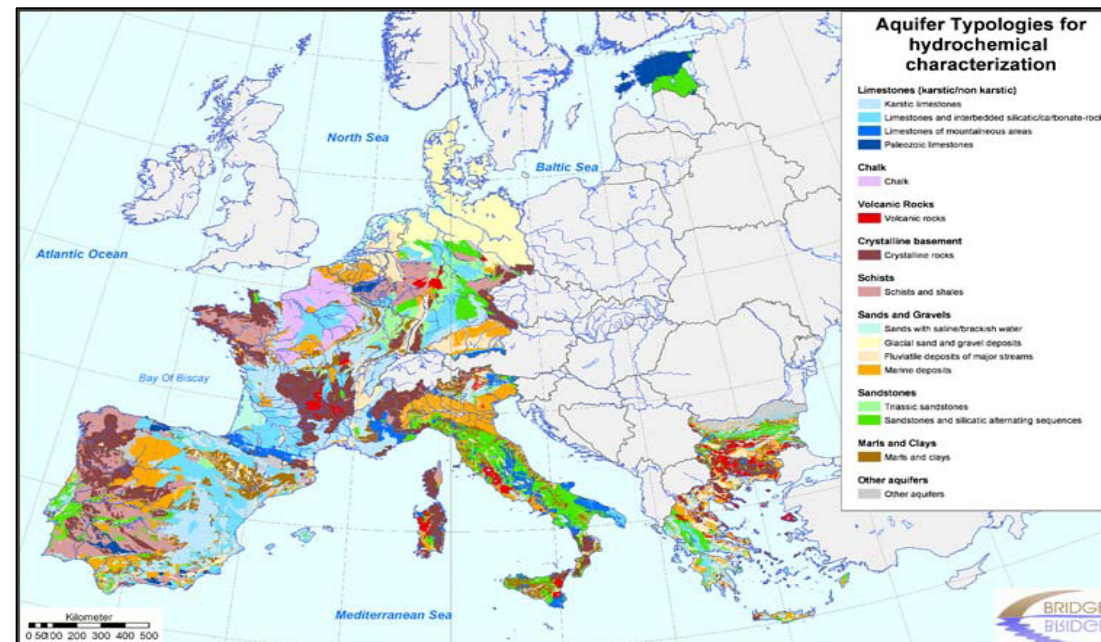 Aquifer Typologies for
hydrochemical
characterization
Limestones (karstic/non karstic)
Karstic limestones
Limestones and interbedded silicatic/carbonate-rock
Limestones of mountaineous areas
Paleozoic limestones
Chalk
Chalk
Volcanic Rocks
Volcanic rocks
Crystalline basement
Crystalline rocks
Schists
Schists and shales
Sands and Gravels
Sands with saline/brackish water
Glacial sand and gravel deposits
Fluviatile deposits of major streams
Marine deposits
Sandstones
Triassic sandstones
Sandstones and silicatic alternating sequences
Marls and Clays
Marls and clays
Other aquifers
Other aquifers
North Sea
Baltic Sea
Atlantic Ocean
Bay Of Biscay
Mediterranean Sea
Kilometer
0 50 100 200 300 400 500
BRIDGE